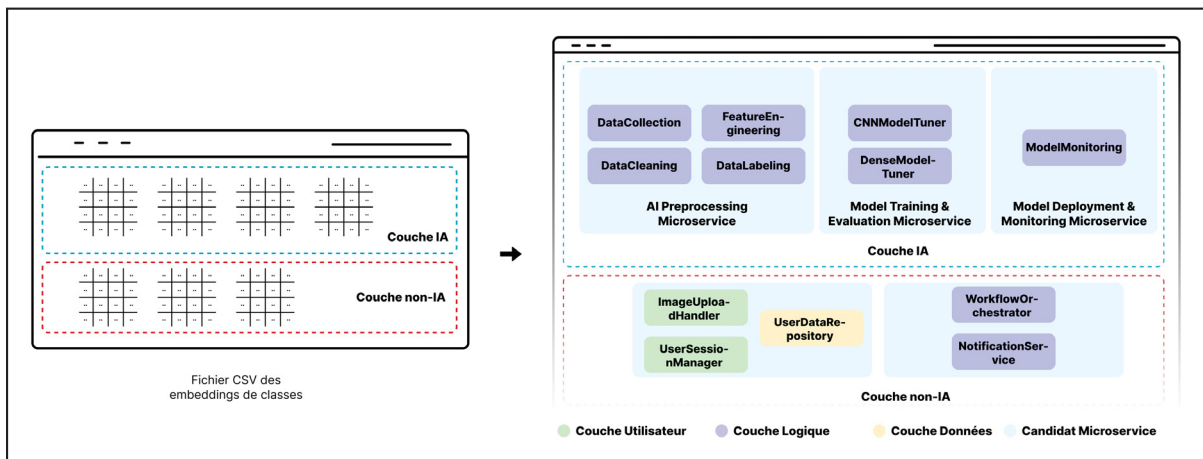 Couche IA
Couche non-IA
Fichier CSV des
embeddings de classes
DataCollection
FeatureEn-
gineering
DataCleaning
DataLabeling
AI Preprocessing
Microservice
CNNModelTuner
DenseModel-
Tuner
Model Training &
Evaluation Microservice
ModelMonitoring
Model Deployment &
Monitoring Microservice
Couche IA
ImageUploa-
dHandler
UserSessio-
nManager
UserDataRe-
pository
WorkflowOr-
chestrator
NotificationSer-
vice
Couche non-IA
Couche Utilisateur
Couche Logique
Couche Données
Candidat Microservice